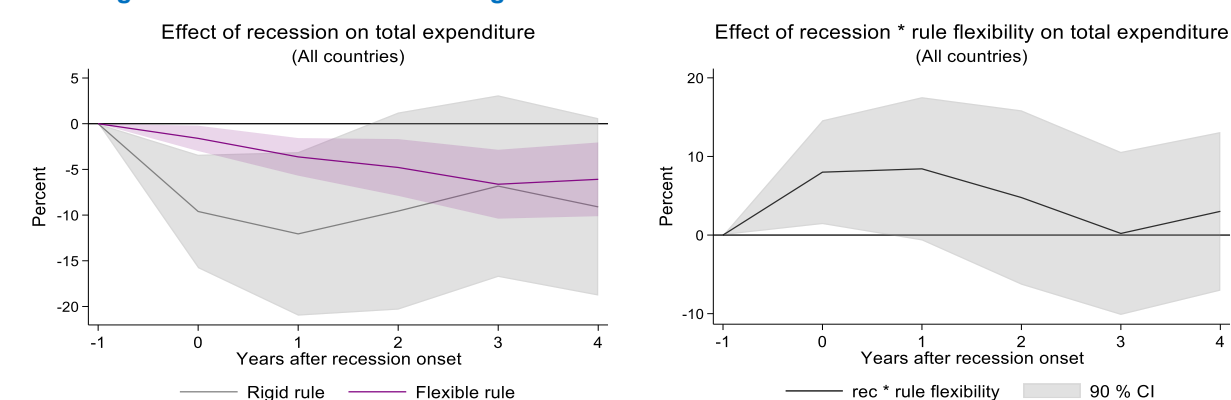 Effect of recession on total expenditure
(All countries)
5
0
-5
-10
-15
-20
Percent
-1 0 1 2 3 4
Years after recession onset
Rigid rule Flexible rule
Effect of recession * rule flexibility on total expenditure
(All countries)
20
10
0
-10
Percent
-1 0 1 2 3 4
Years after recession onset
rec * rule flexibility 90 % CI